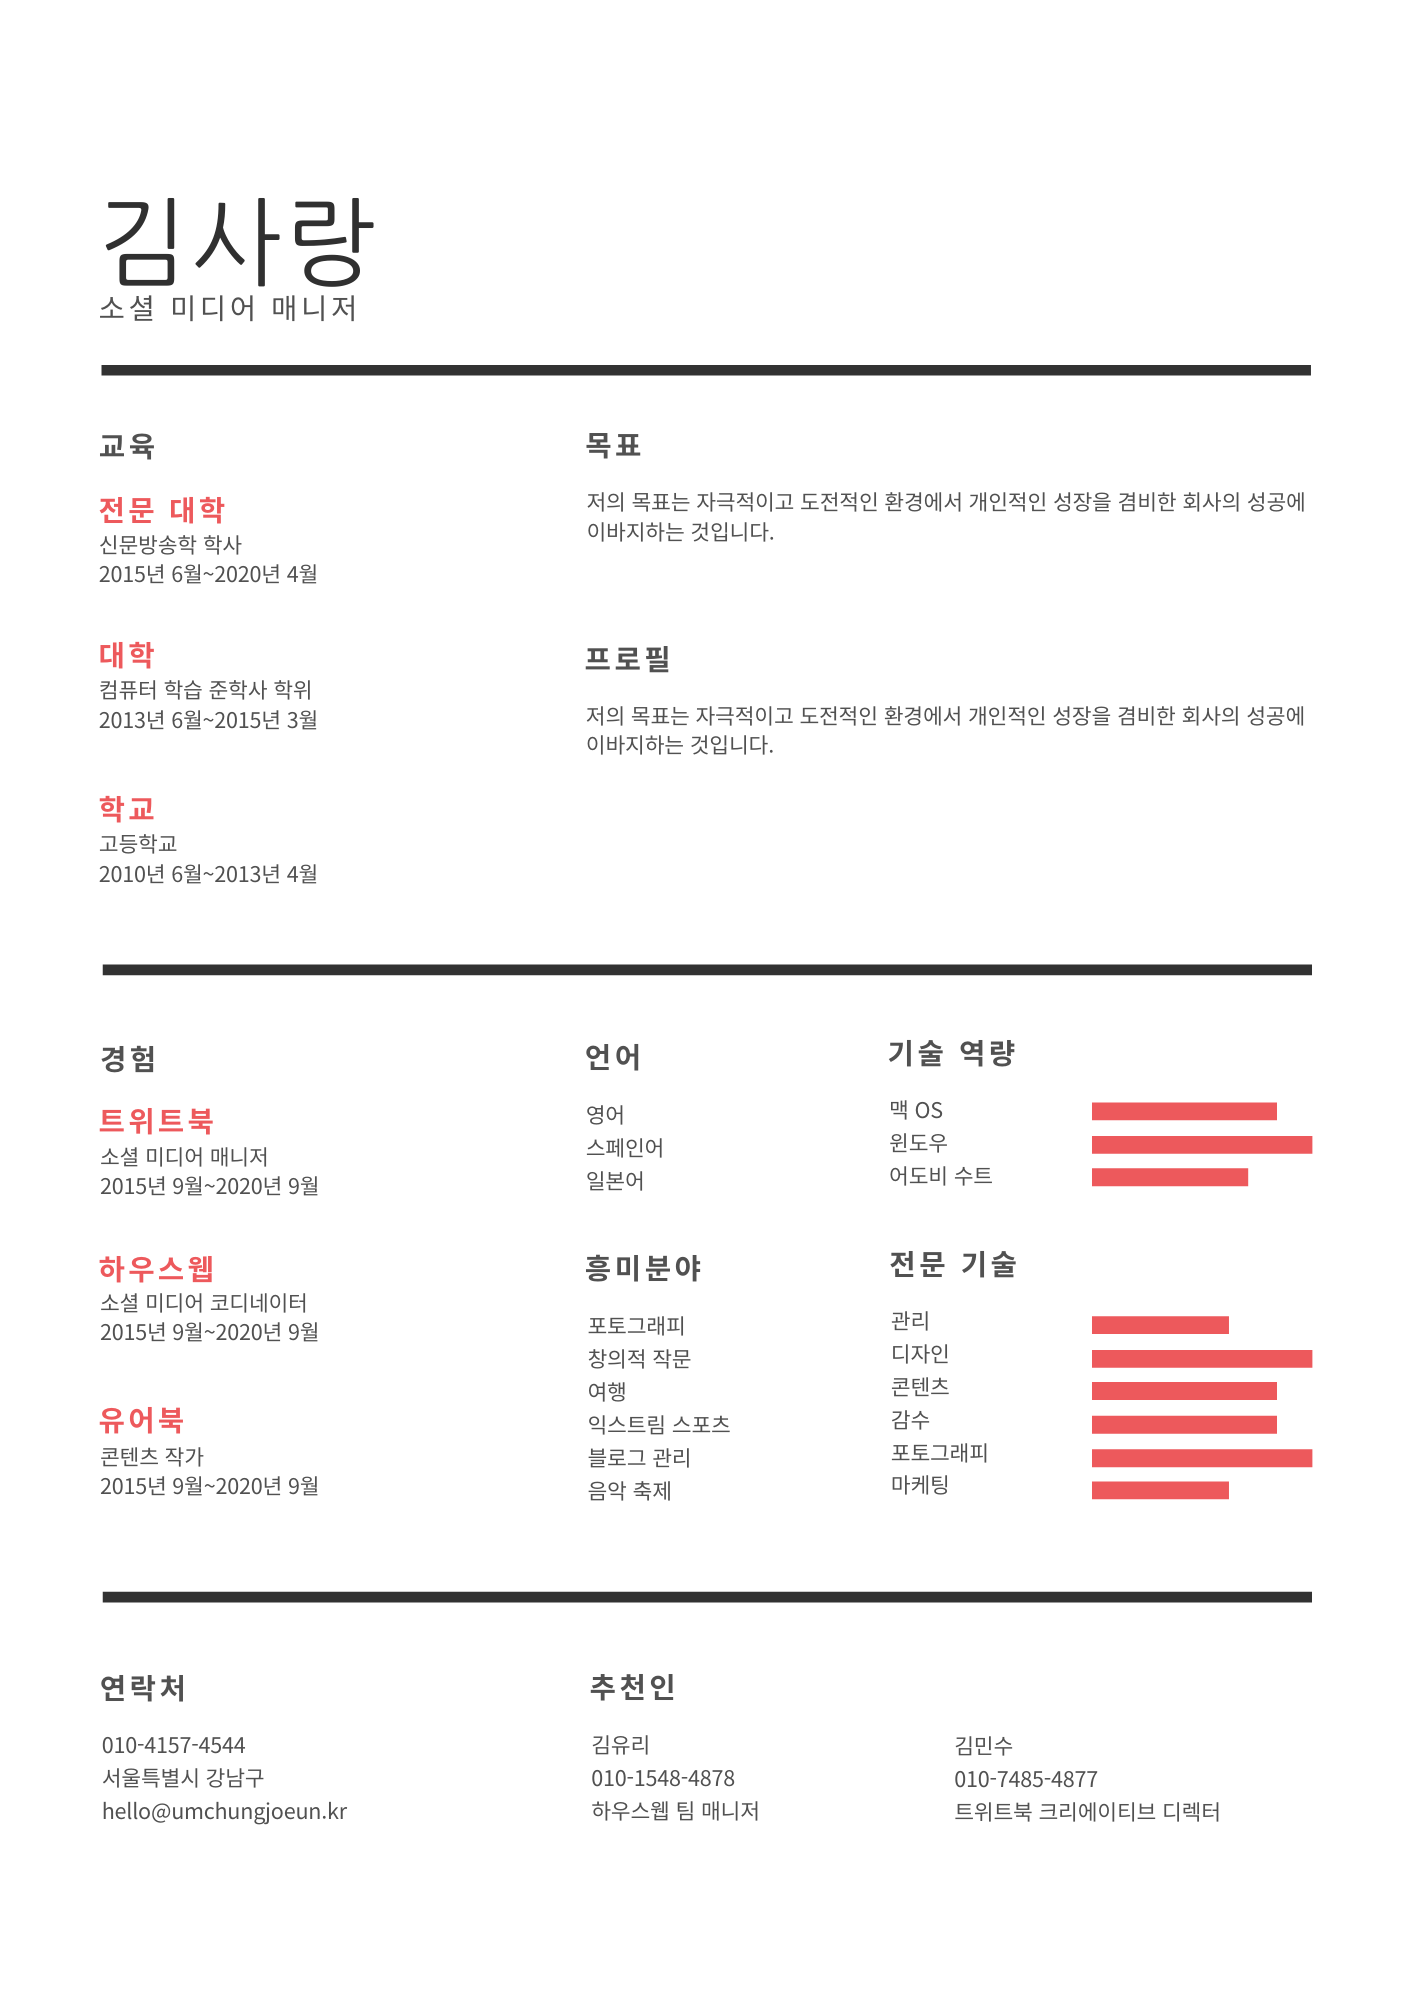 김사랑
소셜 미디어 매니저
교육
전문 대학
신문방송학 학사
2015년 6월~2020년 4월
대학
컴퓨터 학습 준학사 학위
2013년 6월~2015년 3월
학교
고등학교
2010년 6월~2013년 4월
목표
저의 목표는 자극적이고 도전적인 환경에서 개인적인 성장을 겸비한 회사의 성공에
이바지하는 것입니다.
프로필
저의 목표는 자극적이고 도전적인 환경에서 개인적인 성장을 겸비한 회사의 성공에
이바지하는 것입니다.
경험
트위트북
소셜 미디어 매니저
2015년 9월~2020년 9월
하우스웹
소셜 미디어 코디네이터
2015년 9월~2020년 9월
유어북
콘텐츠 작가
2015년 9월~2020년 9월
언어
영어
스페인어
일본어
흥미분야
포토그래피
창의적 작문
여행
익스트림 스포츠
블로그 관리
음악 축제
기술 역량
맥 OS
윈도우
어도비 수트
전문 기술
관리
디자인
콘텐츠
감수
포토그래피
마케팅
연락처
010-4157-4544
서울특별시 강남구
hello@umchungjoeun.kr
추천인
김유리
010-1548-4878
하우스웹 팀 매니저
김민수
010-7485-4877
트위트북 크리에이티브 디렉터